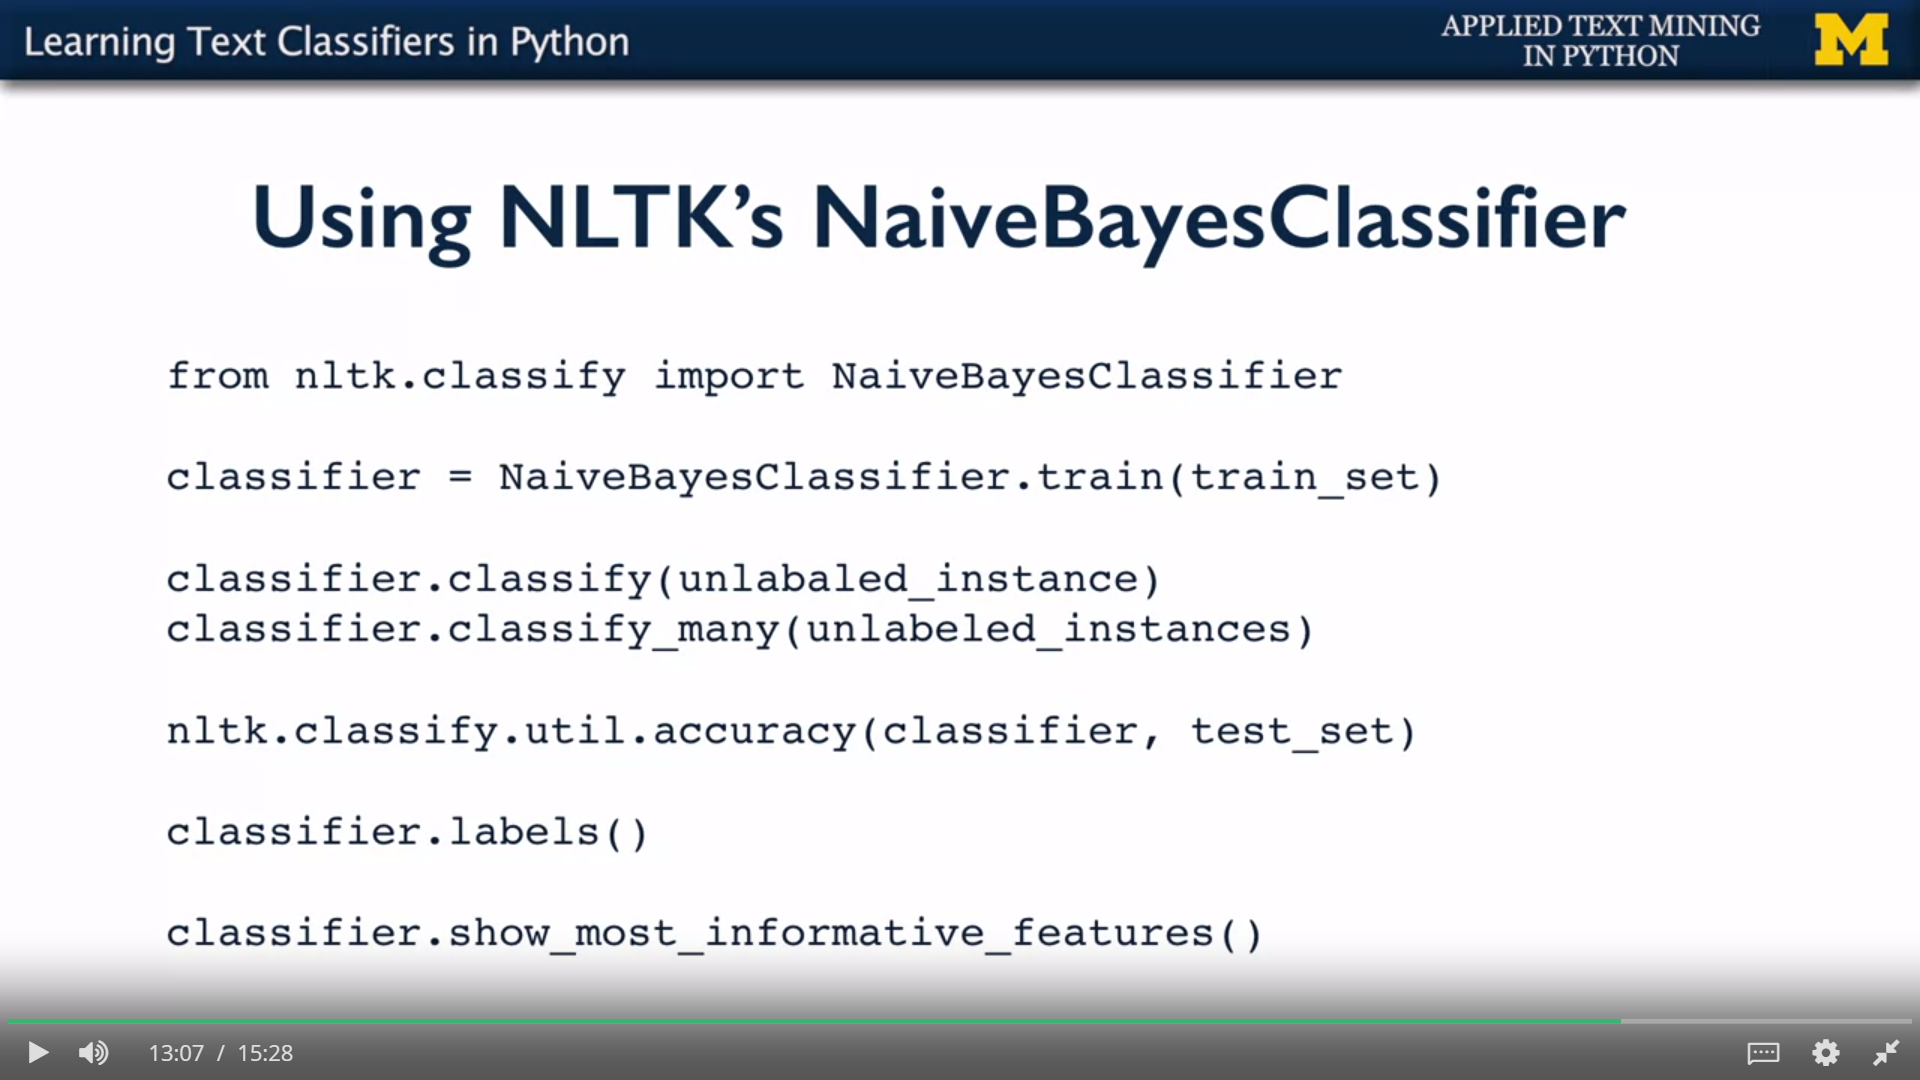 Learning Text Classifiers in Python
APPLIED TEXT MINING
IN PYTHON
M
Using NLTK’s NaiveBayesClassifier
from nltk.classify import NaiveBayesClassifier
classifier = NaiveBayesClassifier.train(train_set)
classifier.classify(unlabaled_instance)
classifier.classify_many(unlabeled_instances)
nltk.classify.util.accuracy(classifier, test_set)
classifier.labels()
classifier.show_most_informative_features()
13:07 / 15:28